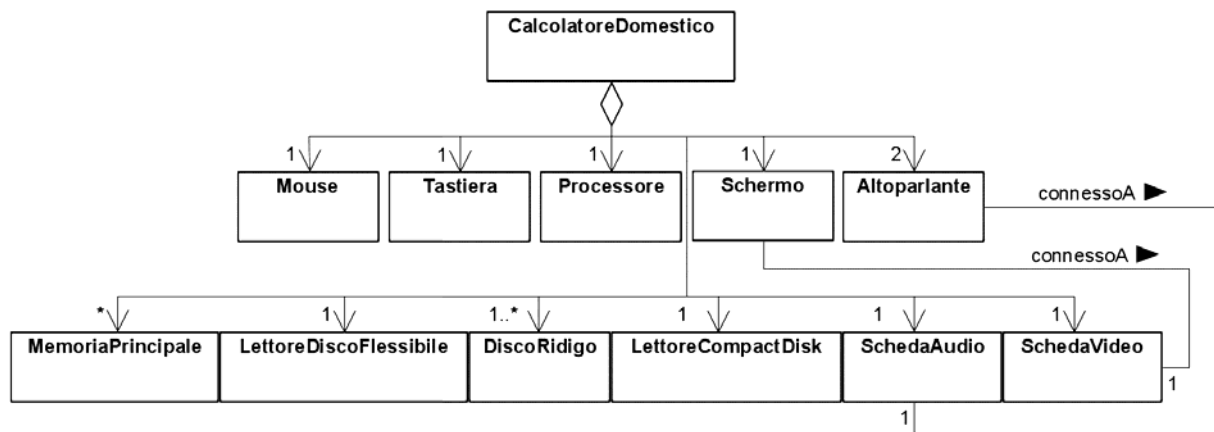 CalcolatoreDomestico
1 1 1 1 2
Mouse Tastiera Processore Schermo Altoparlante
connessoA
connessoA
* 1 1..* 1 1 1
MemoriaPrincipale LettoreDiscoFlessibile DiscoRidigo LettoreCompactDisk SchedaAudio SchedaVideo
1
1